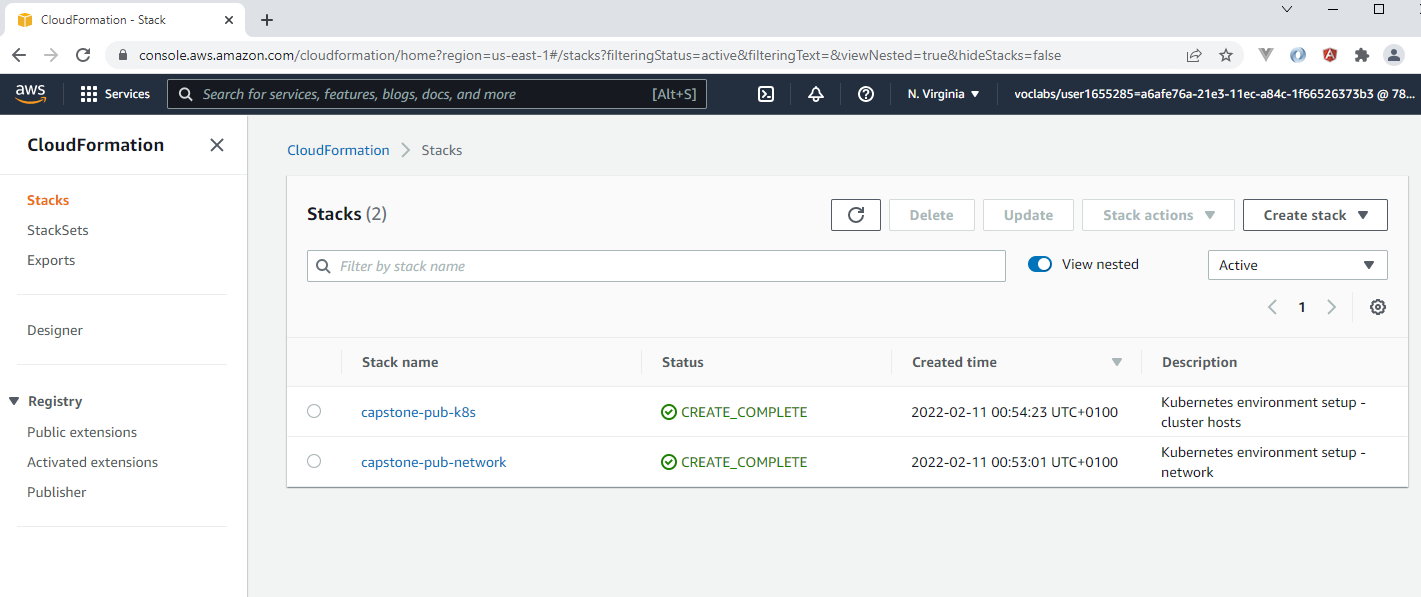 CloudFormation - Stack
console.aws.amazon.com/cloudformation/home?region=us-east-1#/stacks?filteringStatus=active&filteringText=&viewNested=true&hideStacks=false
aws
Services
Search for services, features, blogs, docs, and more
[Alt+S]
N. Virginia
voclabs/user1655285=a6afe76a-21e3-11ec-a84c-1f66526373b3 @ 78...
CloudFormation
Stacks
StackSets
Exports
Designer
Registry
Public extensions
Activated extensions
Publisher
CloudFormation
Stacks
Stacks (2)
Delete
Update
Stack actions
Create stack
Filter by stack name
View nested
Active
1
Stack name
Status
Created time
Description
capstone-pub-k8s
CREATE_COMPLETE
2022-02-11 00:54:23 UTC+0100
Kubernetes environment setup -
cluster hosts
capstone-pub-network
CREATE_COMPLETE
2022-02-11 00:53:01 UTC+0100
Kubernetes environment setup -
network